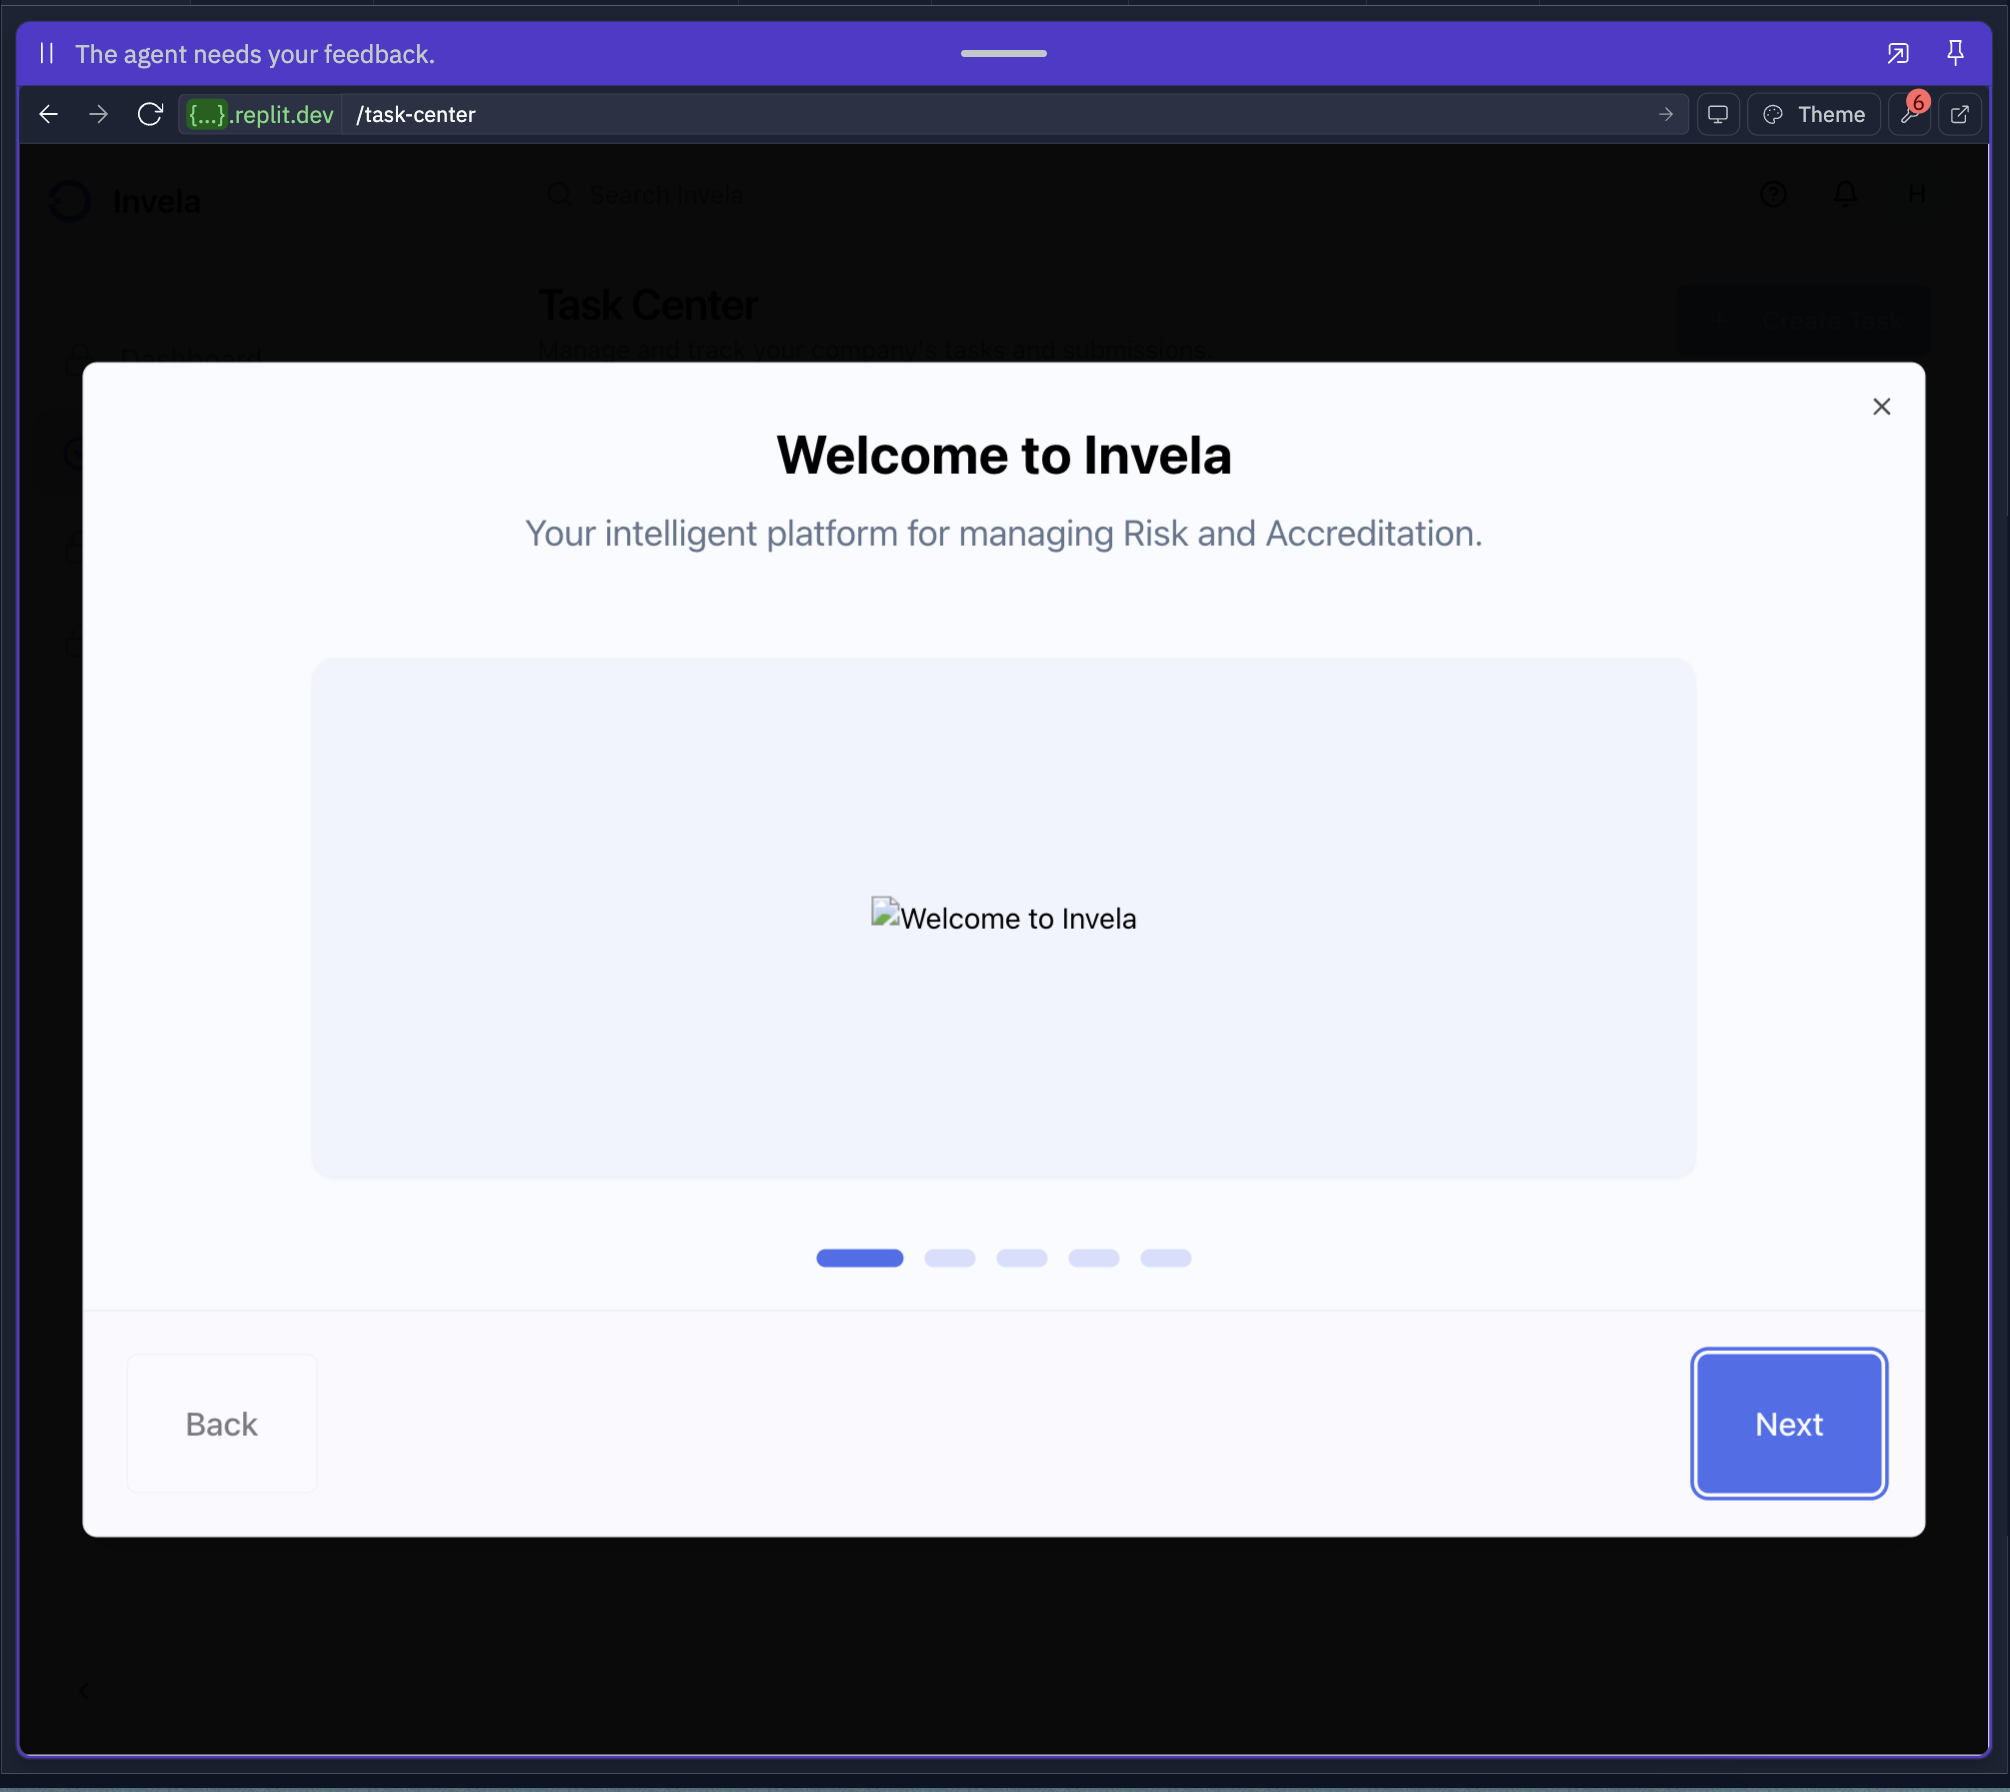 The agent needs your feedback.
{...}.replit.dev /task-center Theme 6
Invela Search Invela H
Task Center
Create Task
Manage and track your company's tasks and submissions.
Dashboard
Welcome to Invela
Your intelligent platform for managing Risk and Accreditation.
Welcome to Invela
Back Next